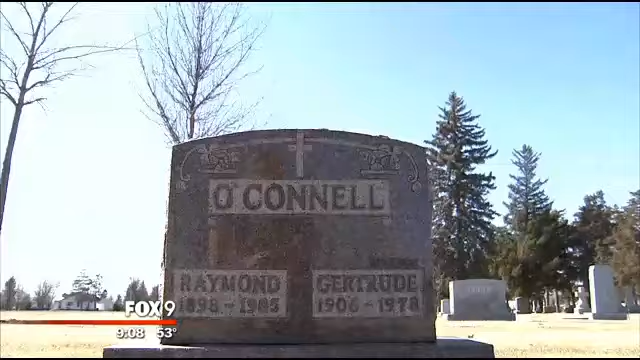 O'CONNELL
RAYMOND GERTRUDE
1898 - 1985 1906 - 1978
FOX 9
9:08 53°